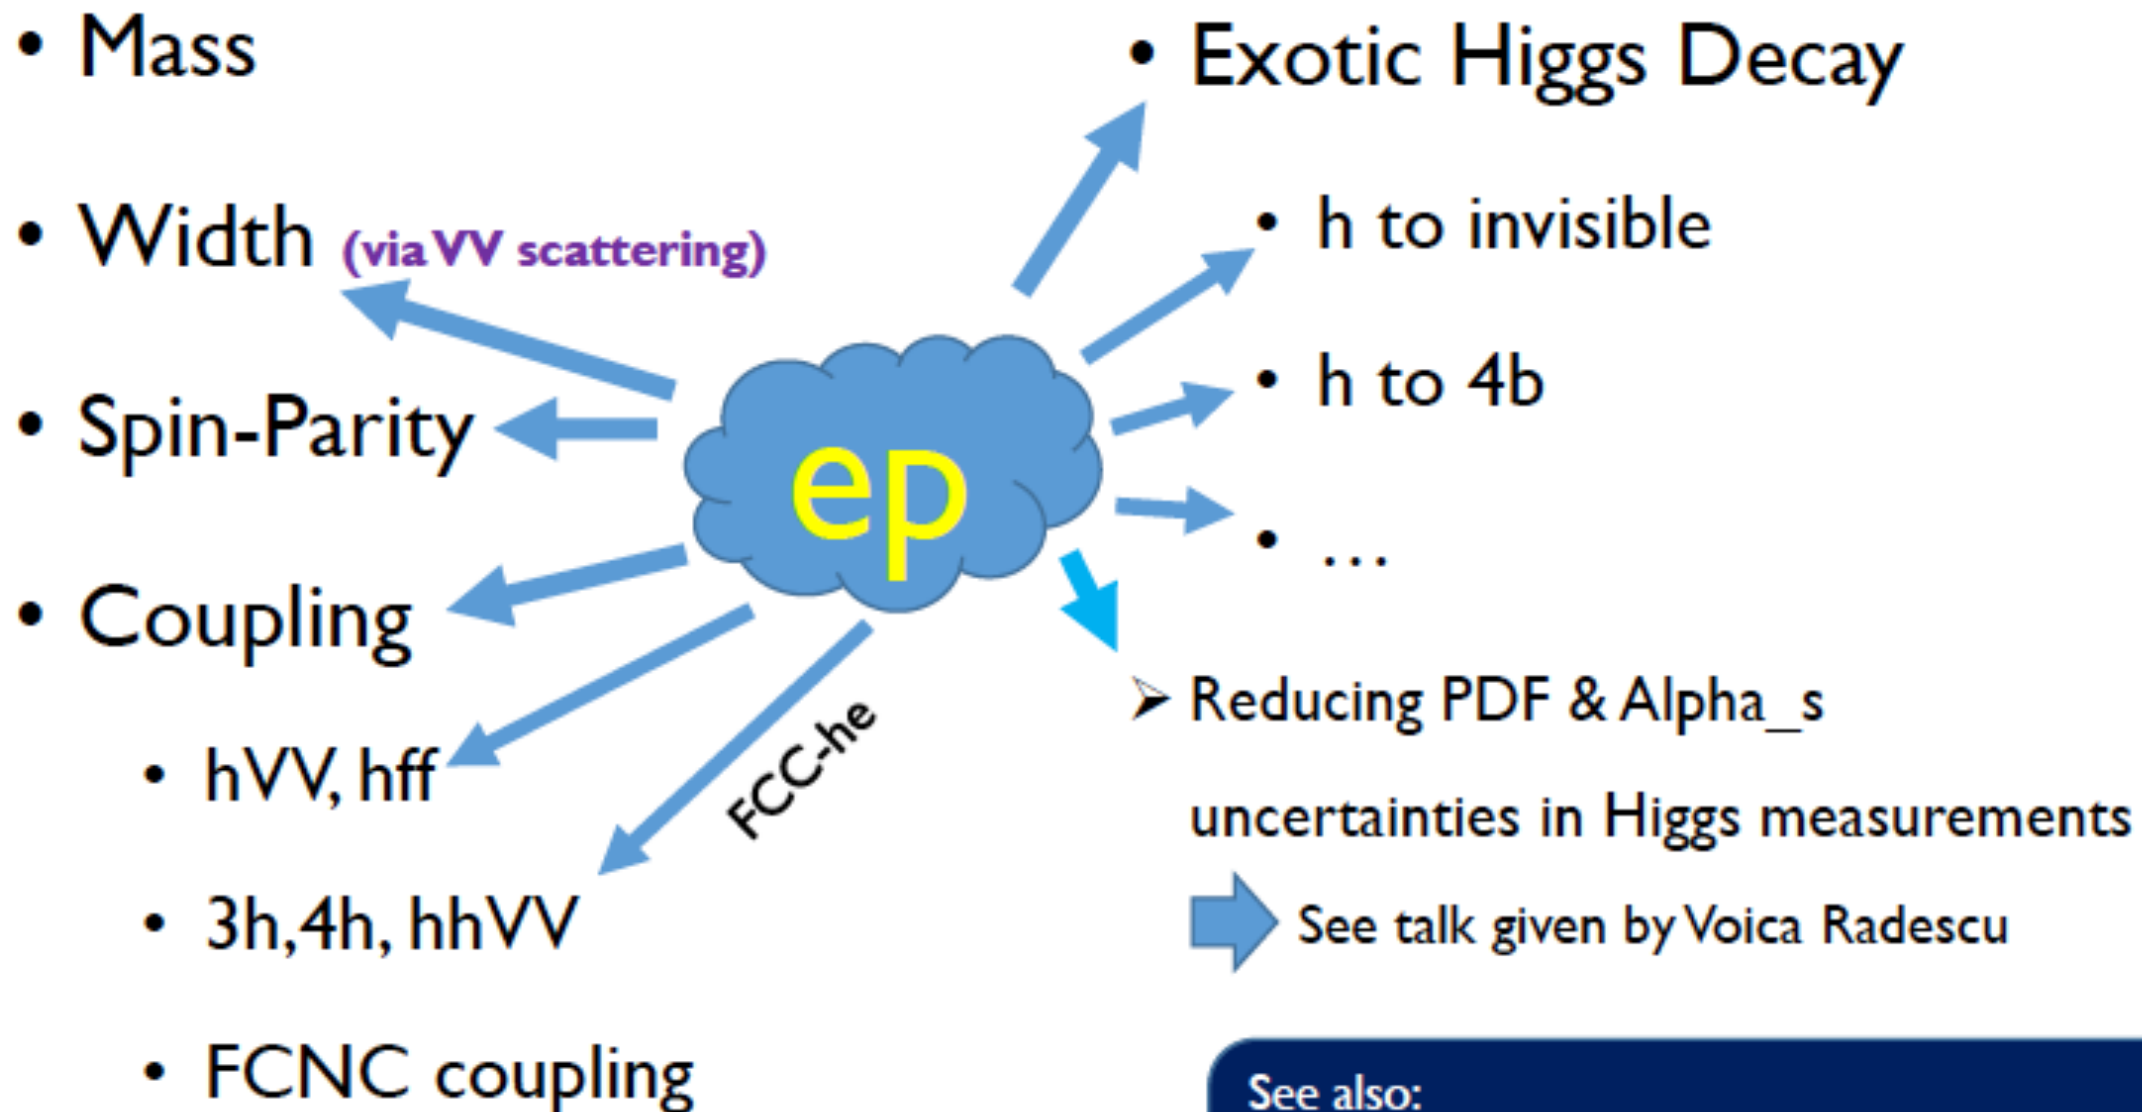 • Mass
• Width (via VV scattering)
• Spin-Parity
• Coupling
• hVV, hff
• 3h,4h, hhVV
• FCNC coupling
ep
FCC-he
• Exotic Higgs Decay
• h to invisible
• h to 4b
• …
➢ Reducing PDF & Alpha_s
uncertainties in Higgs measurements
See talk given by Voica Radescu
See also: